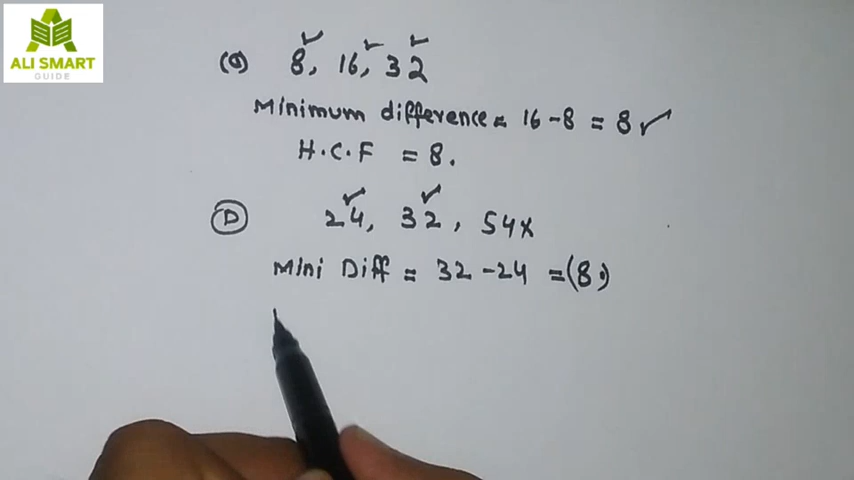 ALI SMART
GUIDE
(C) 8, 16, 32
Minimum difference = 16 - 8 = 8 ✓
H.C.F = 8.
(D) 24, 32, 54x
Mini Diff = 32 - 24 = (8)